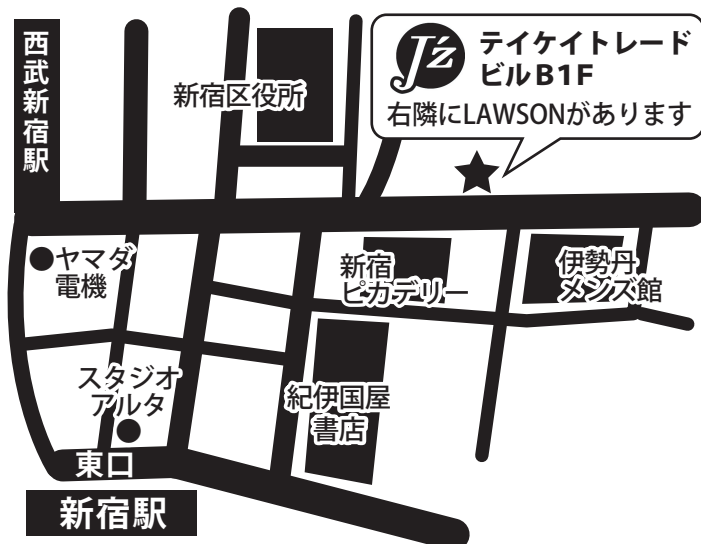 西武新宿駅
新宿区役所
J'z
テイケイトレード
ビルB1F
右隣にLAWSONがあります
ヤマダ
電機
新宿
ピカデリー
伊勢丹
メンズ館
スタジオ
アルタ
紀伊国屋
書店
東口
新宿駅